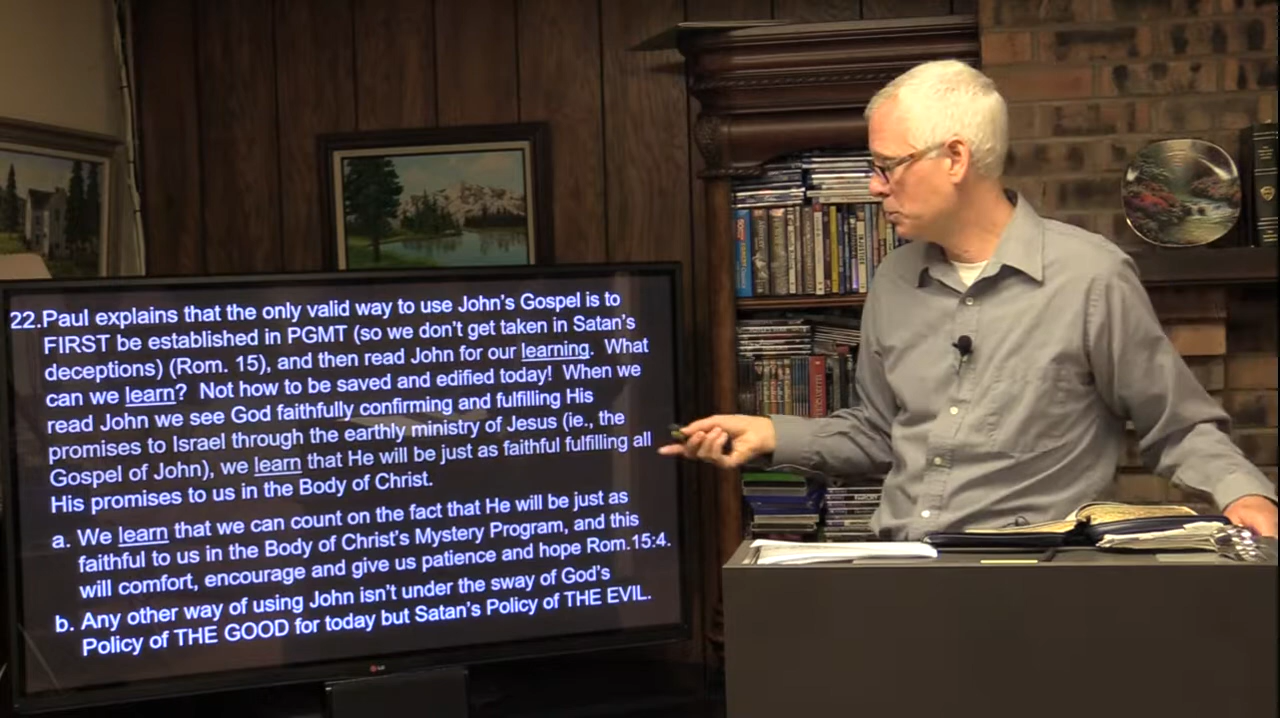 22.Paul explains that the only valid way to use John's Gospel is to
FIRST be established in PGMT (so we don't get taken in Satan's
deceptions) (Rom. 15), and then read John for our learning. What
can we learn? Not how to be saved and edified today! When we
read John we see God faithfully confirming and fulfilling His
promises to Israel through the earthly ministry of Jesus (ie., the
Gospel of John), we learn that He will be just as faithful fulfilling all
His promises to us in the Body of Christ.
a. We learn that we can count on the fact that He will be just as
faithful to us in the Body of Christ's Mystery Program, and this
will comfort, encourage and give us patience and hope Rom.15:4.
b. Any other way of using John isn't under the sway of God's
Policy of THE GOOD for today but Satan's Policy of THE EVIL.
LG